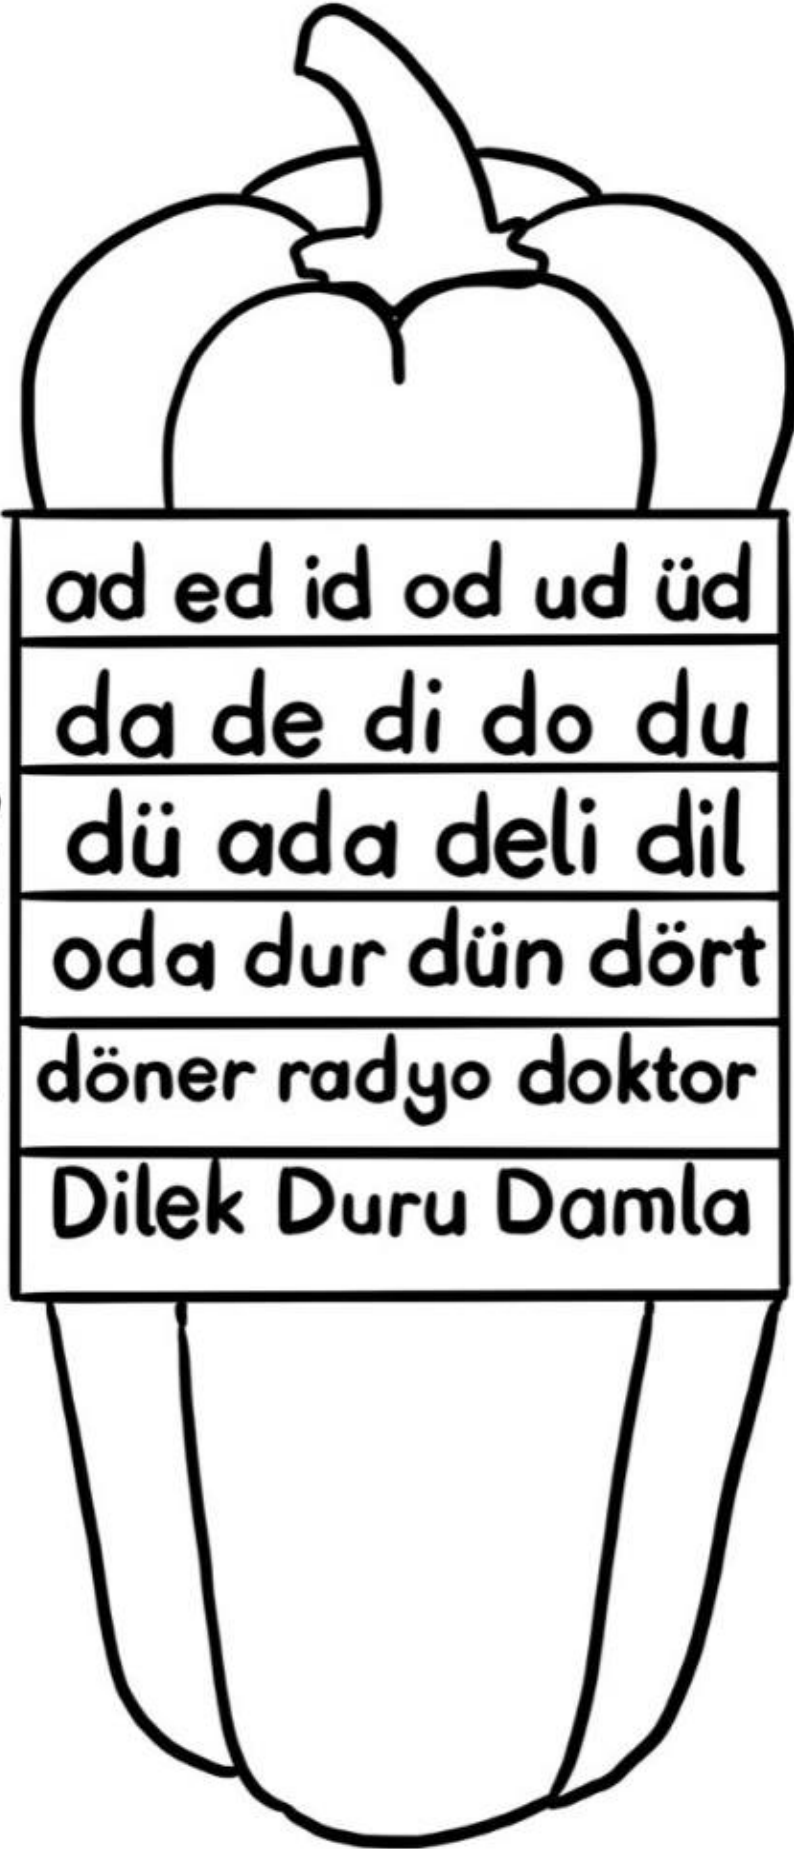 ad ed id od ud üd
da de di do du
dü ada deli dil
oda dur dün dört
döner radyo doktor
Dilek Duru Damla